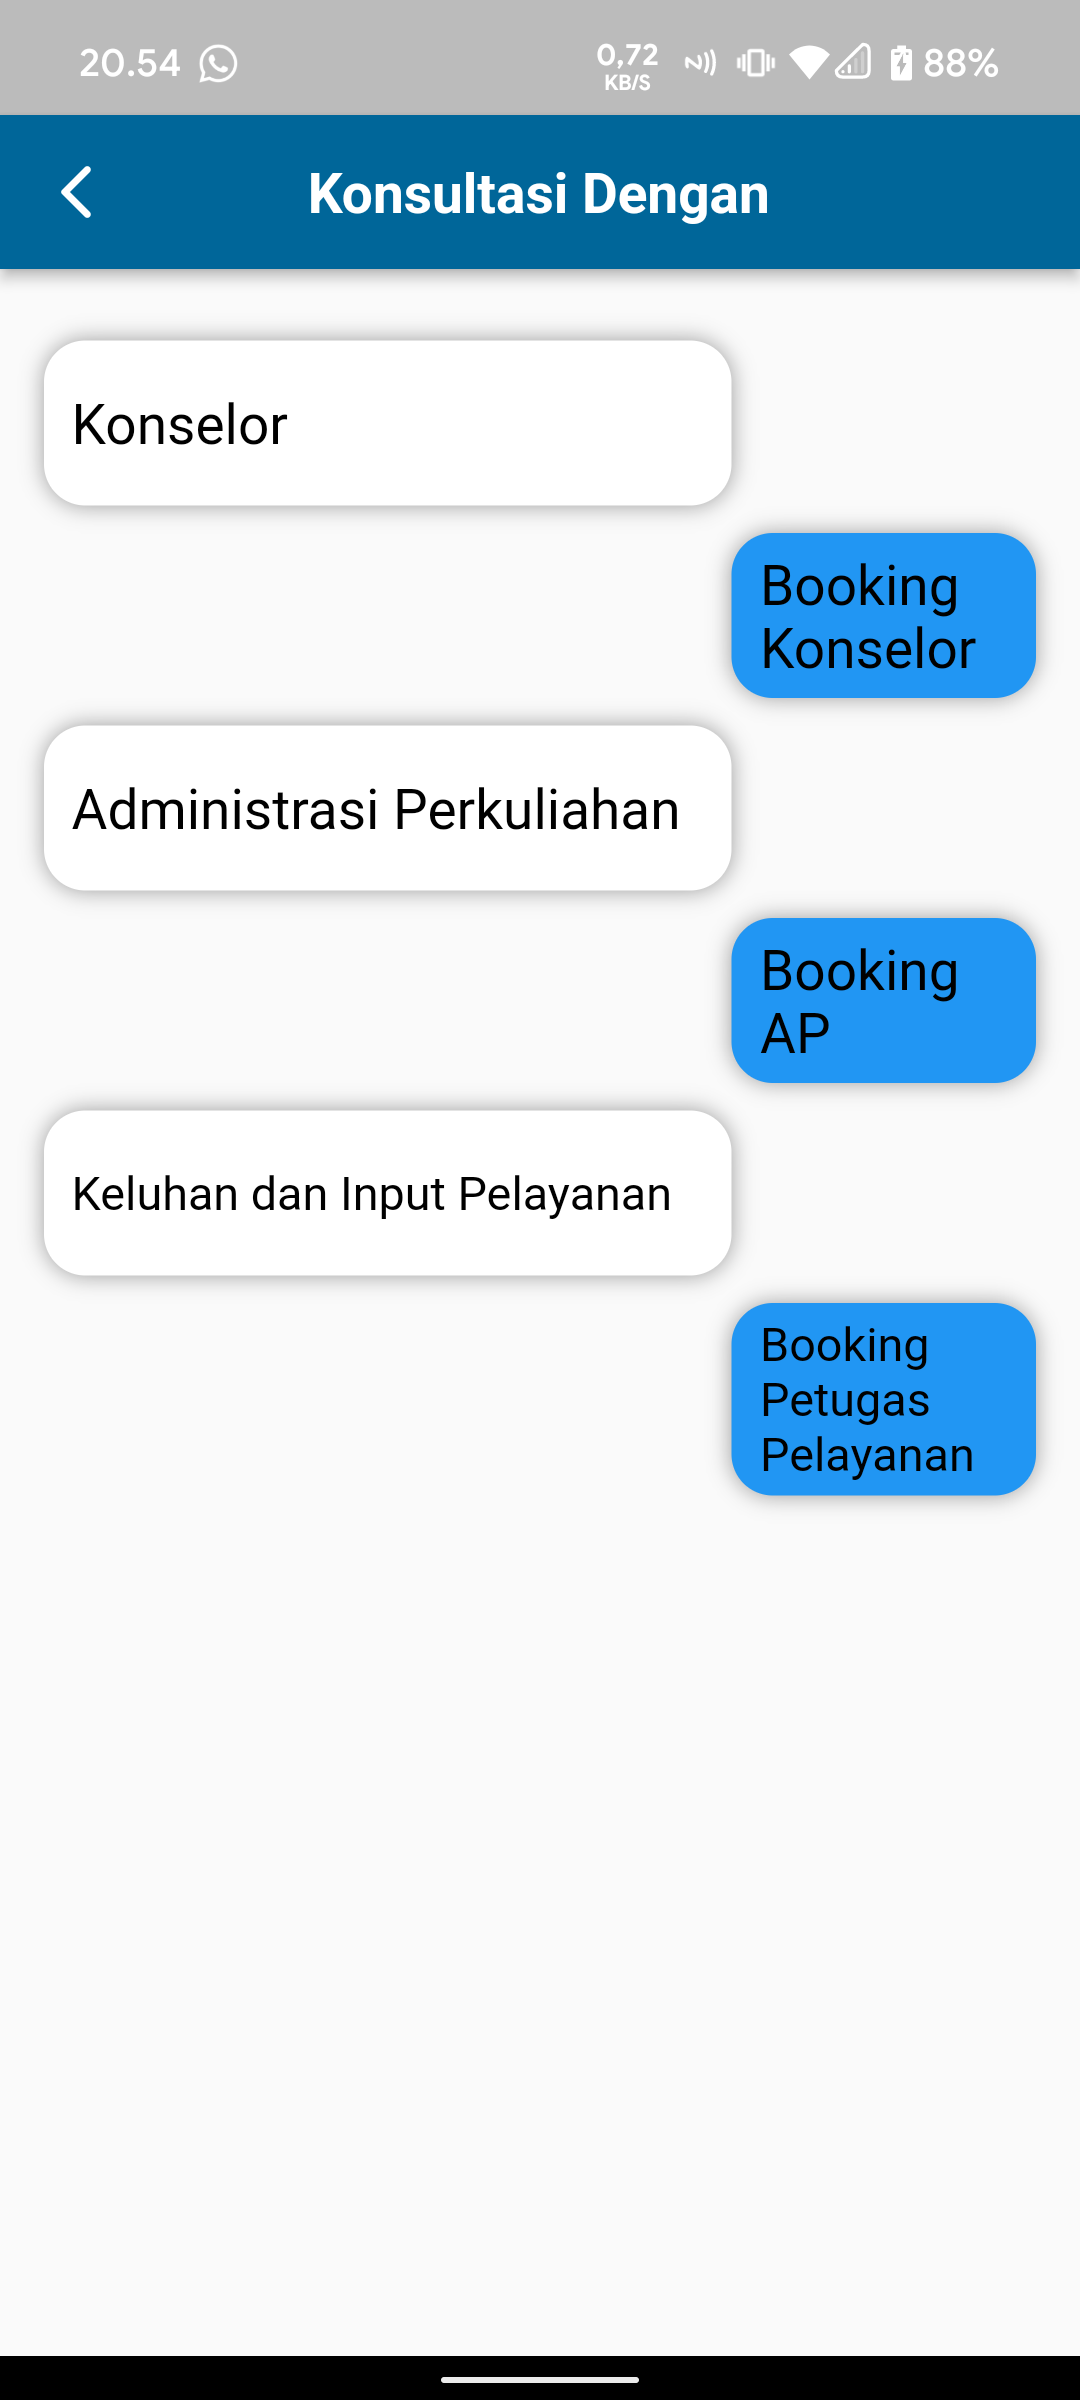 20.54
0,72
KB/S
88%
Konsultasi Dengan
Konselor
Booking
Konselor
Administrasi Perkuliahan
Booking
AP
Keluhan dan Input Pelayanan
Booking
Petugas
Pelayanan